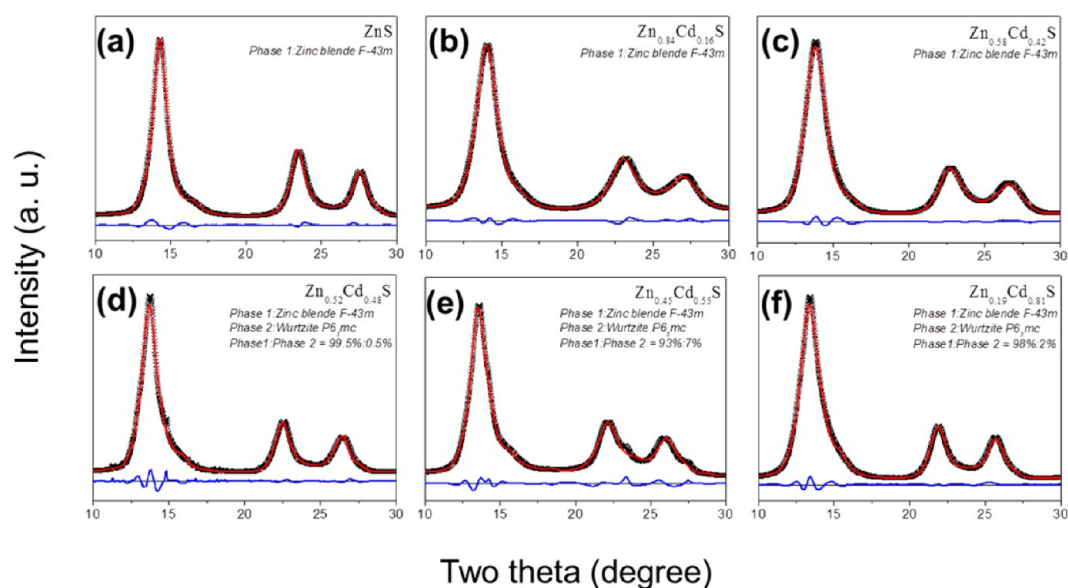 (a)
ZnS
Phase 1:Zinc blende F-43m
10 15 20 25 30
(b)
Zn0.84Cd0.16S
Phase 1:Zinc blende F-43m
10 15 20 25 30
(c)
Zn0.58Cd0.42S
Phase 1:Zinc blende F-43m
10 15 20 25 30
(d)
Zn0.52Cd0.48S
Phase 1:Zinc blende F-43m
Phase 2:Wurtzite P63mc
Phase1:Phase 2 = 99.5%:0.5%
10 15 20 25 30
(e)
Zn0.45Cd0.55S
Phase 1:Zinc blende F-43m
Phase 2:Wurtzite P63mc
Phase1:Phase 2 = 93%:7%
10 15 20 25 30
(f)
Zn0.19Cd0.81S
Phase 1:Zinc blende F-43m
Phase 2:Wurtzite P63mc
Phase1:Phase 2 = 98%:2%
10 15 20 25 30
Intensity (a. u.)
Two theta (degree)